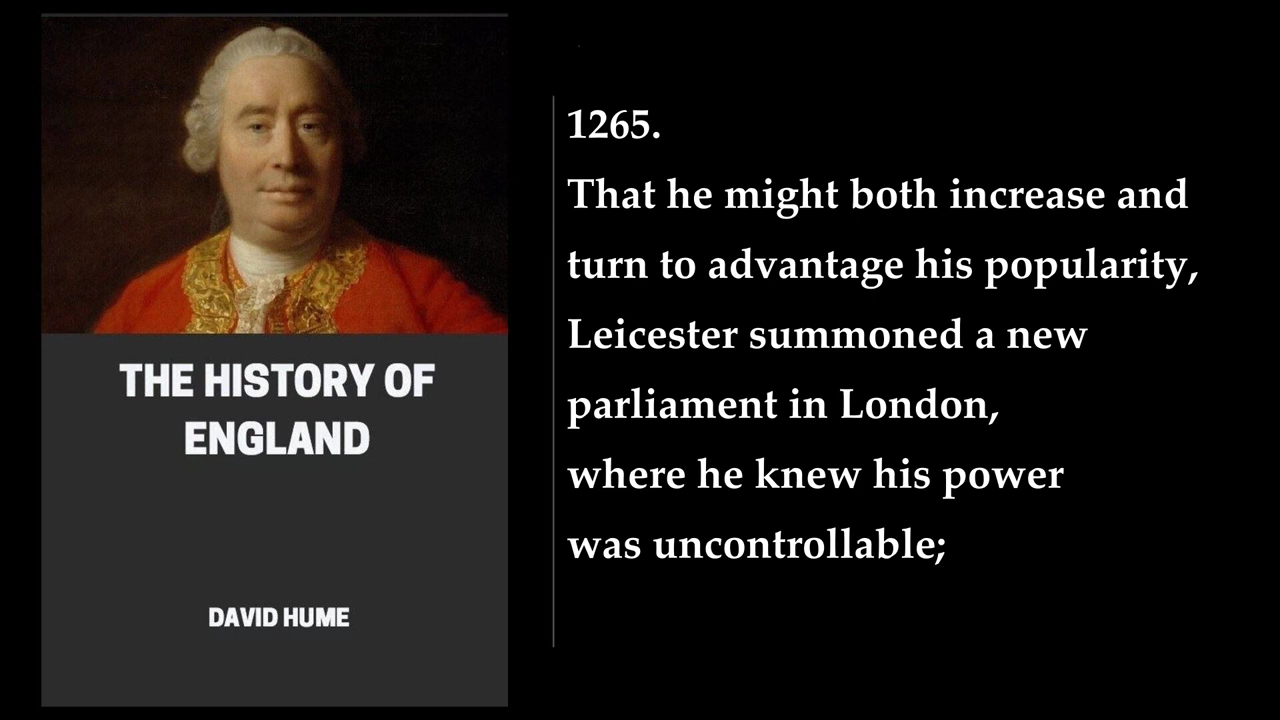 THE HISTORY OF
ENGLAND
DAVID HUME
1265.
That he might both increase and
turn to advantage his popularity,
Leicester summoned a new
parliament in London,
where he knew his power
was uncontrollable;